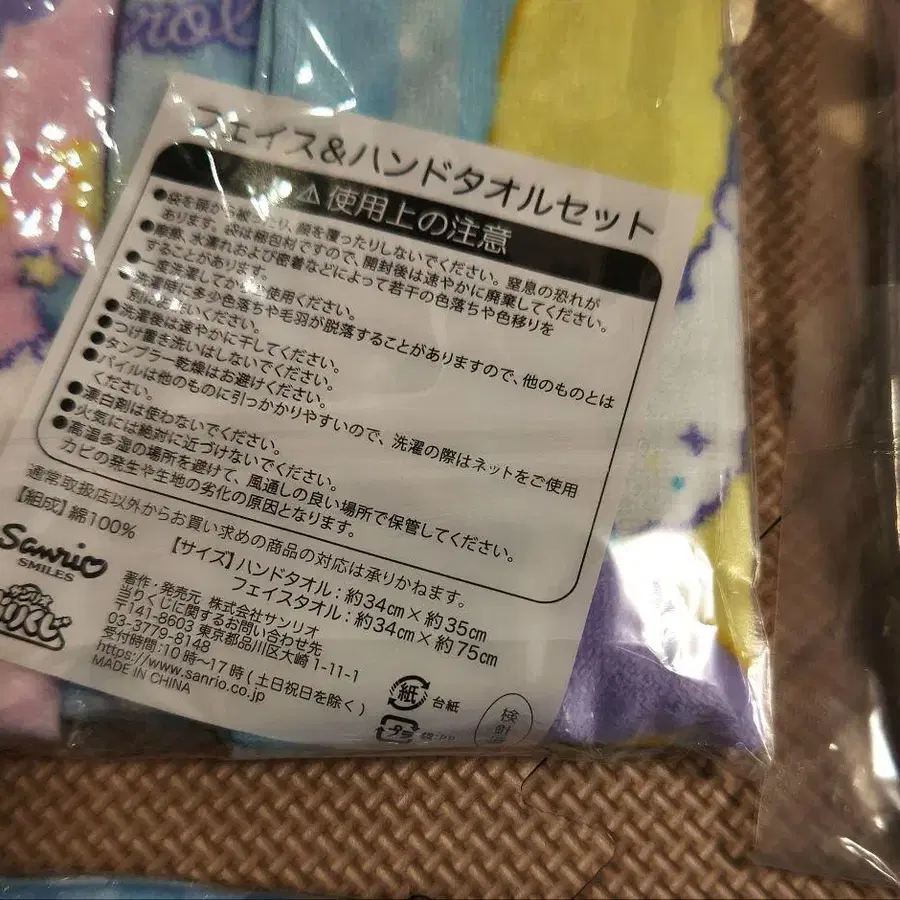 rol
フェイス&ハンドタオルセット
⚠使用上の注意
顔を覆ったりしないでください。窒息の恐れが
あります。袋は梱包材ですので、開封後は速やかに廃棄してください。
●摩擦、水濡れおよび密着などによって若干の色落ちや色移りを
することがあります。
●一度洗濯してから 使用ください。
●洗濯時に多少色落ちや毛羽が脱落することがありますので、他のものとは
別に ください。
●洗濯後は速やかに干してください。
●つけ置き洗いはしないでください。
●タンブラー乾燥はお避けください。
●パイルは他のものに引っかかりやすいので、洗濯の際はネットをご使用
ください。
●漂白剤は使わないでください。
●火気には絶対に近づけないでください。
●高温多湿の場所を避けて、風通しの良い場所で保管してください。
カビの発生や生地の劣化の原因となります。
通常取扱店以外からお買い求めの商品の対応は承りかねます。
【組成】綿100%
【サイズ】ハンドタオル:約34cm×約35cm
フェイスタオル:約34cm×約75cm
Sanrio
SMILES
りくじ
著作・発売元 株式会社サンリオ
当りくじに関するお問い合わせ先
〒141-8603 東京都品川区大崎1-11-1
03-3779-8148
受付時間:10時〜17時(土日祝日を除く)
https://www.sanrio.co.jp
MADE IN CHINA
紙 台紙
プラ 袋:PP
検針済